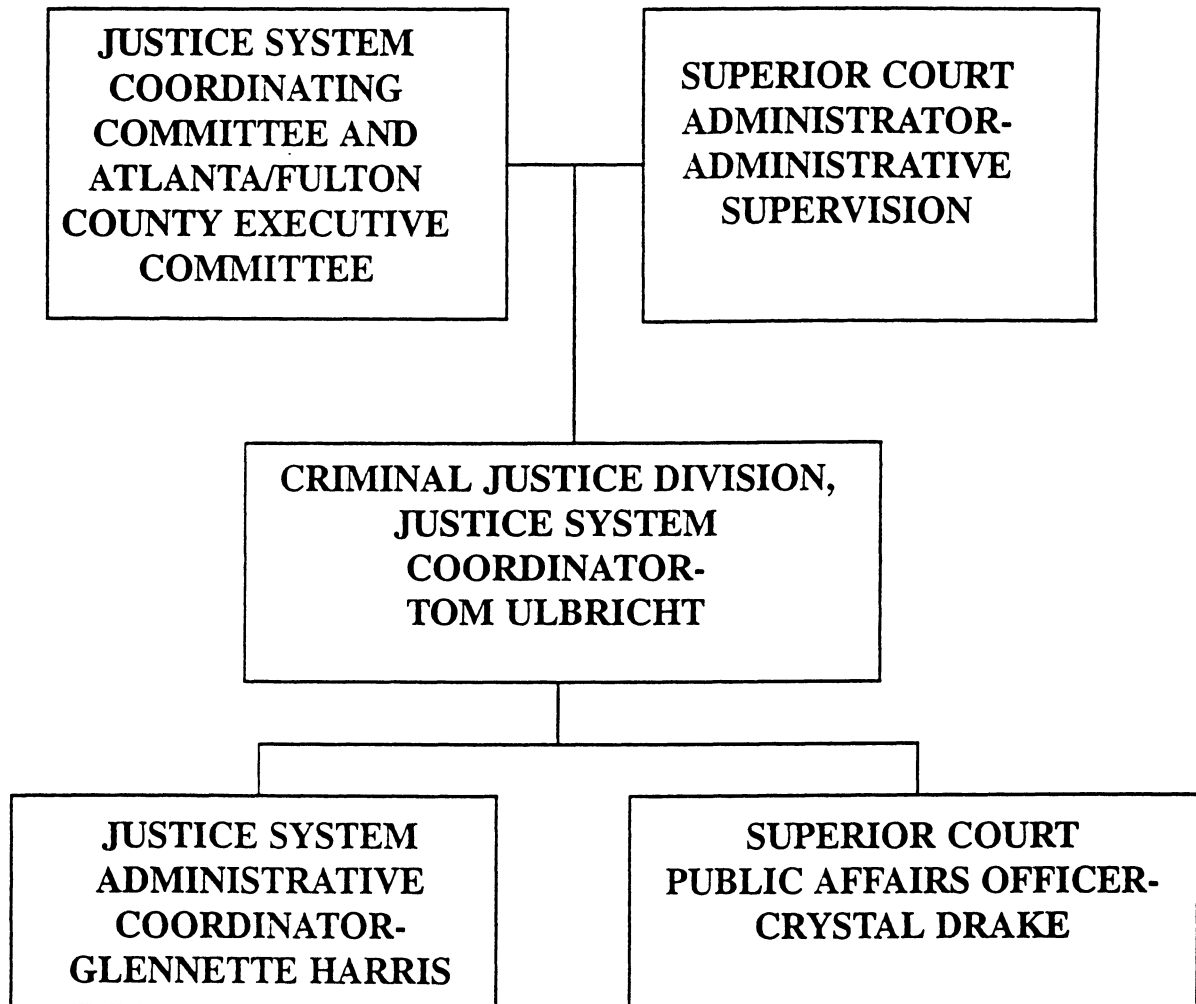 JUSTICE SYSTEM
COORDINATING
COMMITTEE AND
ATLANTA/FULTON
COUNTY EXECUTIVE
COMMITTEE
SUPERIOR COURT
ADMINISTRATOR-
ADMINISTRATIVE
SUPERVISION
CRIMINAL JUSTICE DIVISION,
JUSTICE SYSTEM
COORDINATOR-
TOM ULBRICHT
JUSTICE SYSTEM
ADMINISTRATIVE
COORDINATOR-
GLENNETTE HARRIS
SUPERIOR COURT
PUBLIC AFFAIRS OFFICER-
CRYSTAL DRAKE